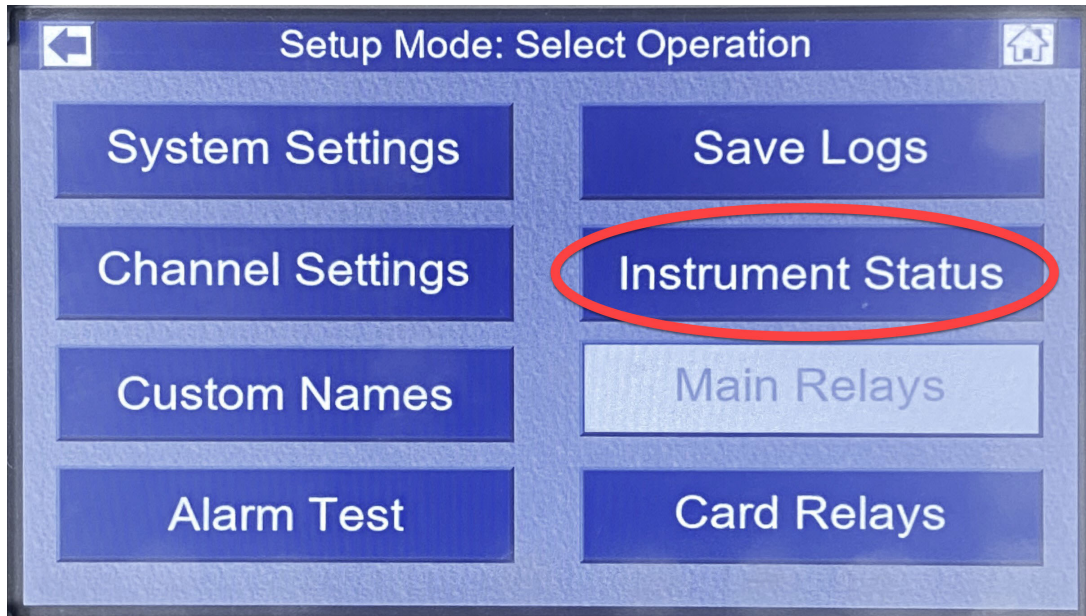 Setup Mode: Select Operation
System Settings
Save Logs
Channel Settings
Instrument Status
Custom Names
Main Relays
Alarm Test
Card Relays